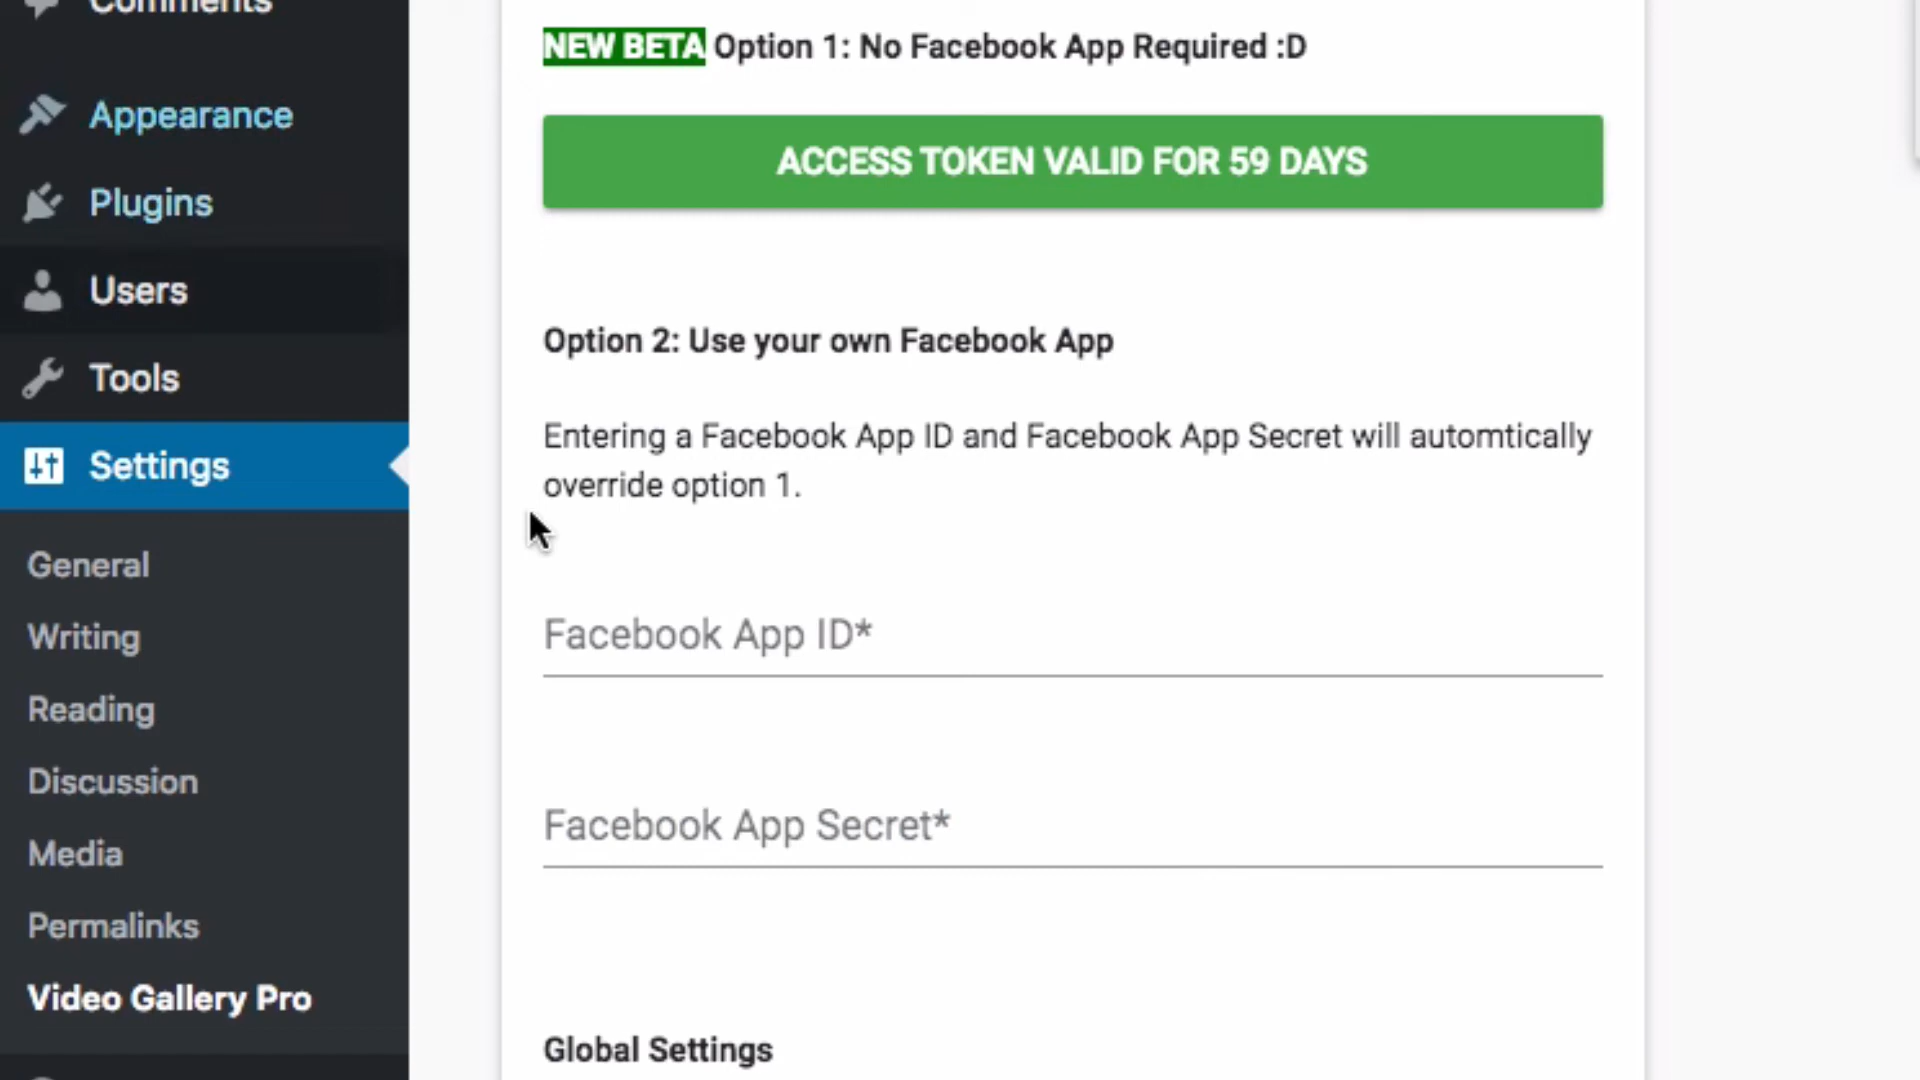 Comments
Appearance
Plugins
Users
Tools
Settings
General
Writing
Reading
Discussion
Media
Permalinks
Video Gallery Pro
NEW BETA Option 1: No Facebook App Required :D
ACCESS TOKEN VALID FOR 59 DAYS
Option 2: Use your own Facebook App
Entering a Facebook App ID and Facebook App Secret will automtically
override option 1.
Facebook App ID*
Facebook App Secret*
Global Settings